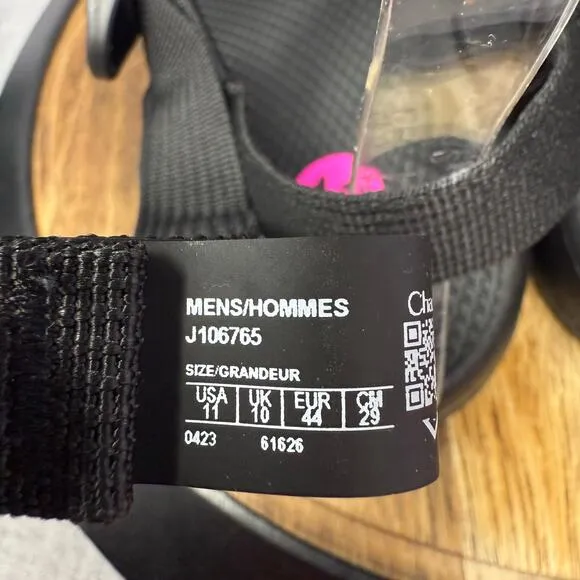 MENS/HOMMES
J106765
SIZE/GRANDEUR
USA UK EUR CM
11 10 44 29
0423 61626
Cha